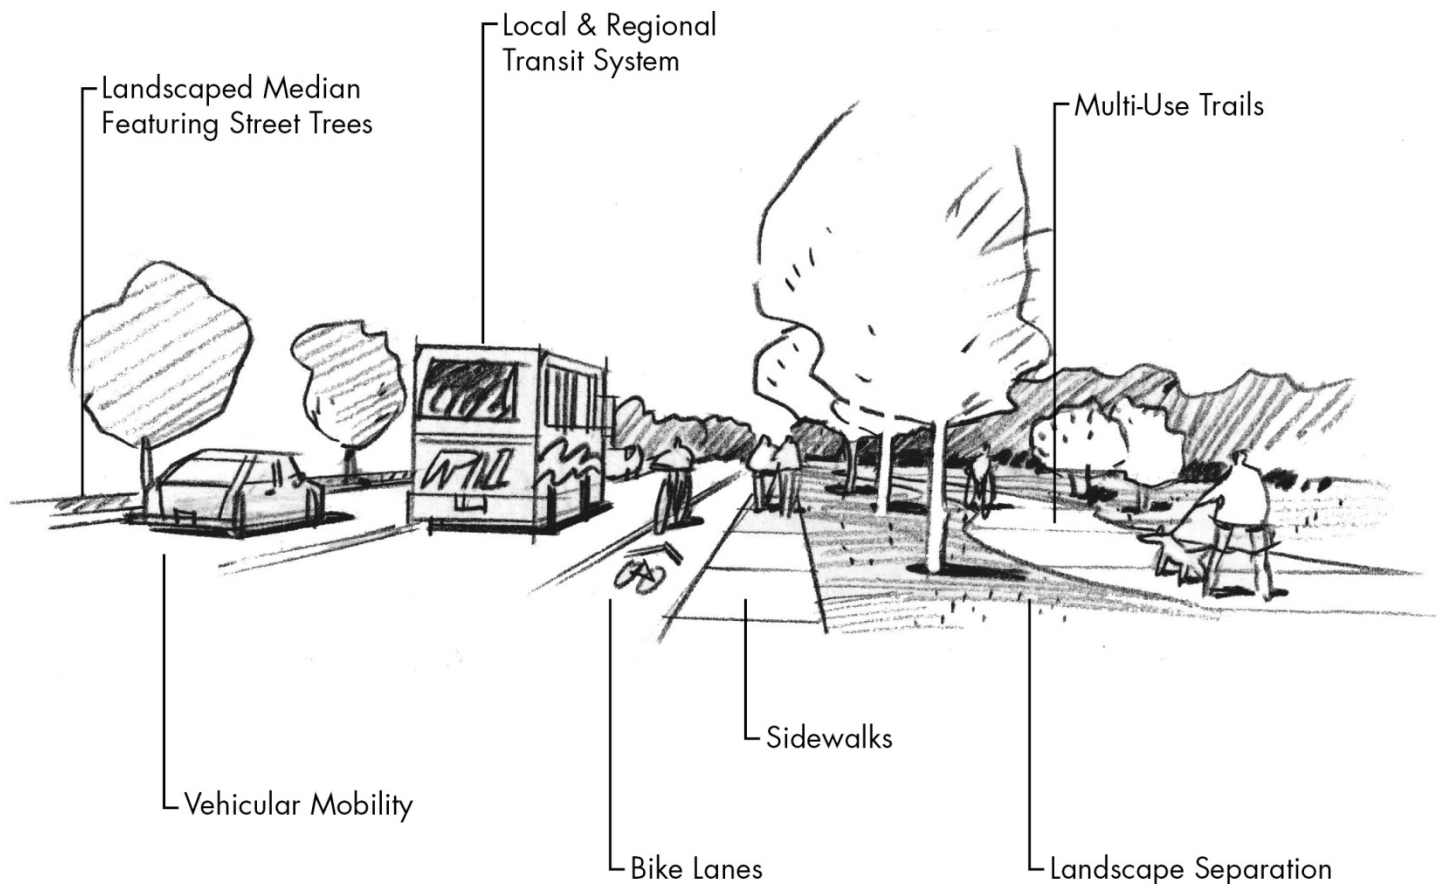 Local & Regional
Transit System
Landscaped Median
Featuring Street Trees
Multi-Use Trails
Sidewalks
Vehicular Mobility
Bike Lanes
Landscape Separation